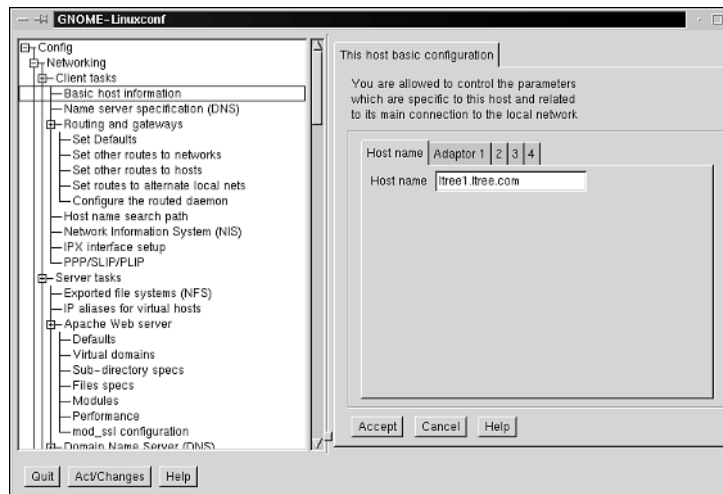 GNOME-Linuxconf
Config
Networking
Client tasks
Basic host information
Name server specification (DNS)
Routing and gateways
Set Defaults
Set other routes to networks
Set other routes to hosts
Set routes to alternate local nets
Configure the routed daemon
Host name search path
Network Information System (NIS)
IPX interface setup
PPP/SLIP/PLIP
Server tasks
Exported file systems (NFS)
IP aliases for virtual hosts
Apache Web server
Defaults
Virtual domains
Sub-directory specs
Files specs
Modules
Performance
mod_ssl configuration
Domain Name Server (DNS)
This host basic configuration
You are allowed to control the parameters
which are specific to this host and related
to its main connection to the local network
Host name Adaptor 1 2 3 4
Host name ltree1.ltree.com
Accept Cancel Help
Quit Act/Changes Help